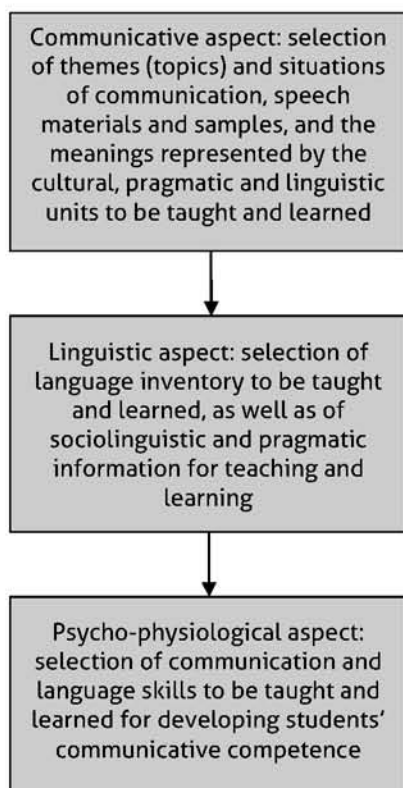 Communicative aspect: selection
of themes (topics) and situations
of communication, speech
materials and samples, and the
meanings represented by the
cultural, pragmatic and linguistic
units to be taught and learned
Linguistic aspect: selection of
language inventory to be taught
and learned, as well as of
sociolinguistic and pragmatic
information for teaching and
learning
Psycho-physiological aspect:
selection of communication and
language skills to be taught and
learned for developing students’
communicative competence